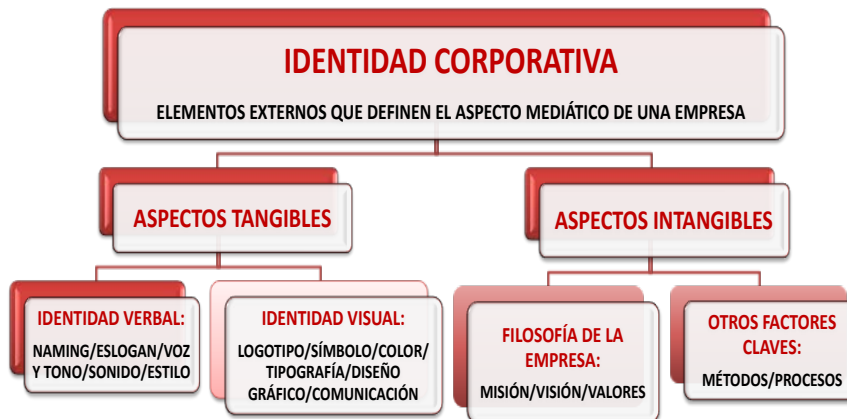 IDENTIDAD CORPORATIVA
ELEMENTOS EXTERNOS QUE DEFINEN EL ASPECTO MEDIÁTICO DE UNA EMPRESA
ASPECTOS TANGIBLES
ASPECTOS INTANGIBLES
IDENTIDAD VERBAL:
NAMING/ESLOGAN/VOZ
Y TONO/SONIDO/ESTILO
IDENTIDAD VISUAL:
LOGOTIPO/SÍMBOLO/COLOR/
TIPOGRAFÍA/DISEÑO
GRÁFICO/COMUNICACIÓN
FILOSOFÍA DE LA
EMPRESA:
MISIÓN/VISIÓN/VALORES
OTROS FACTORES
CLAVES:
MÉTODOS/PROCESOS